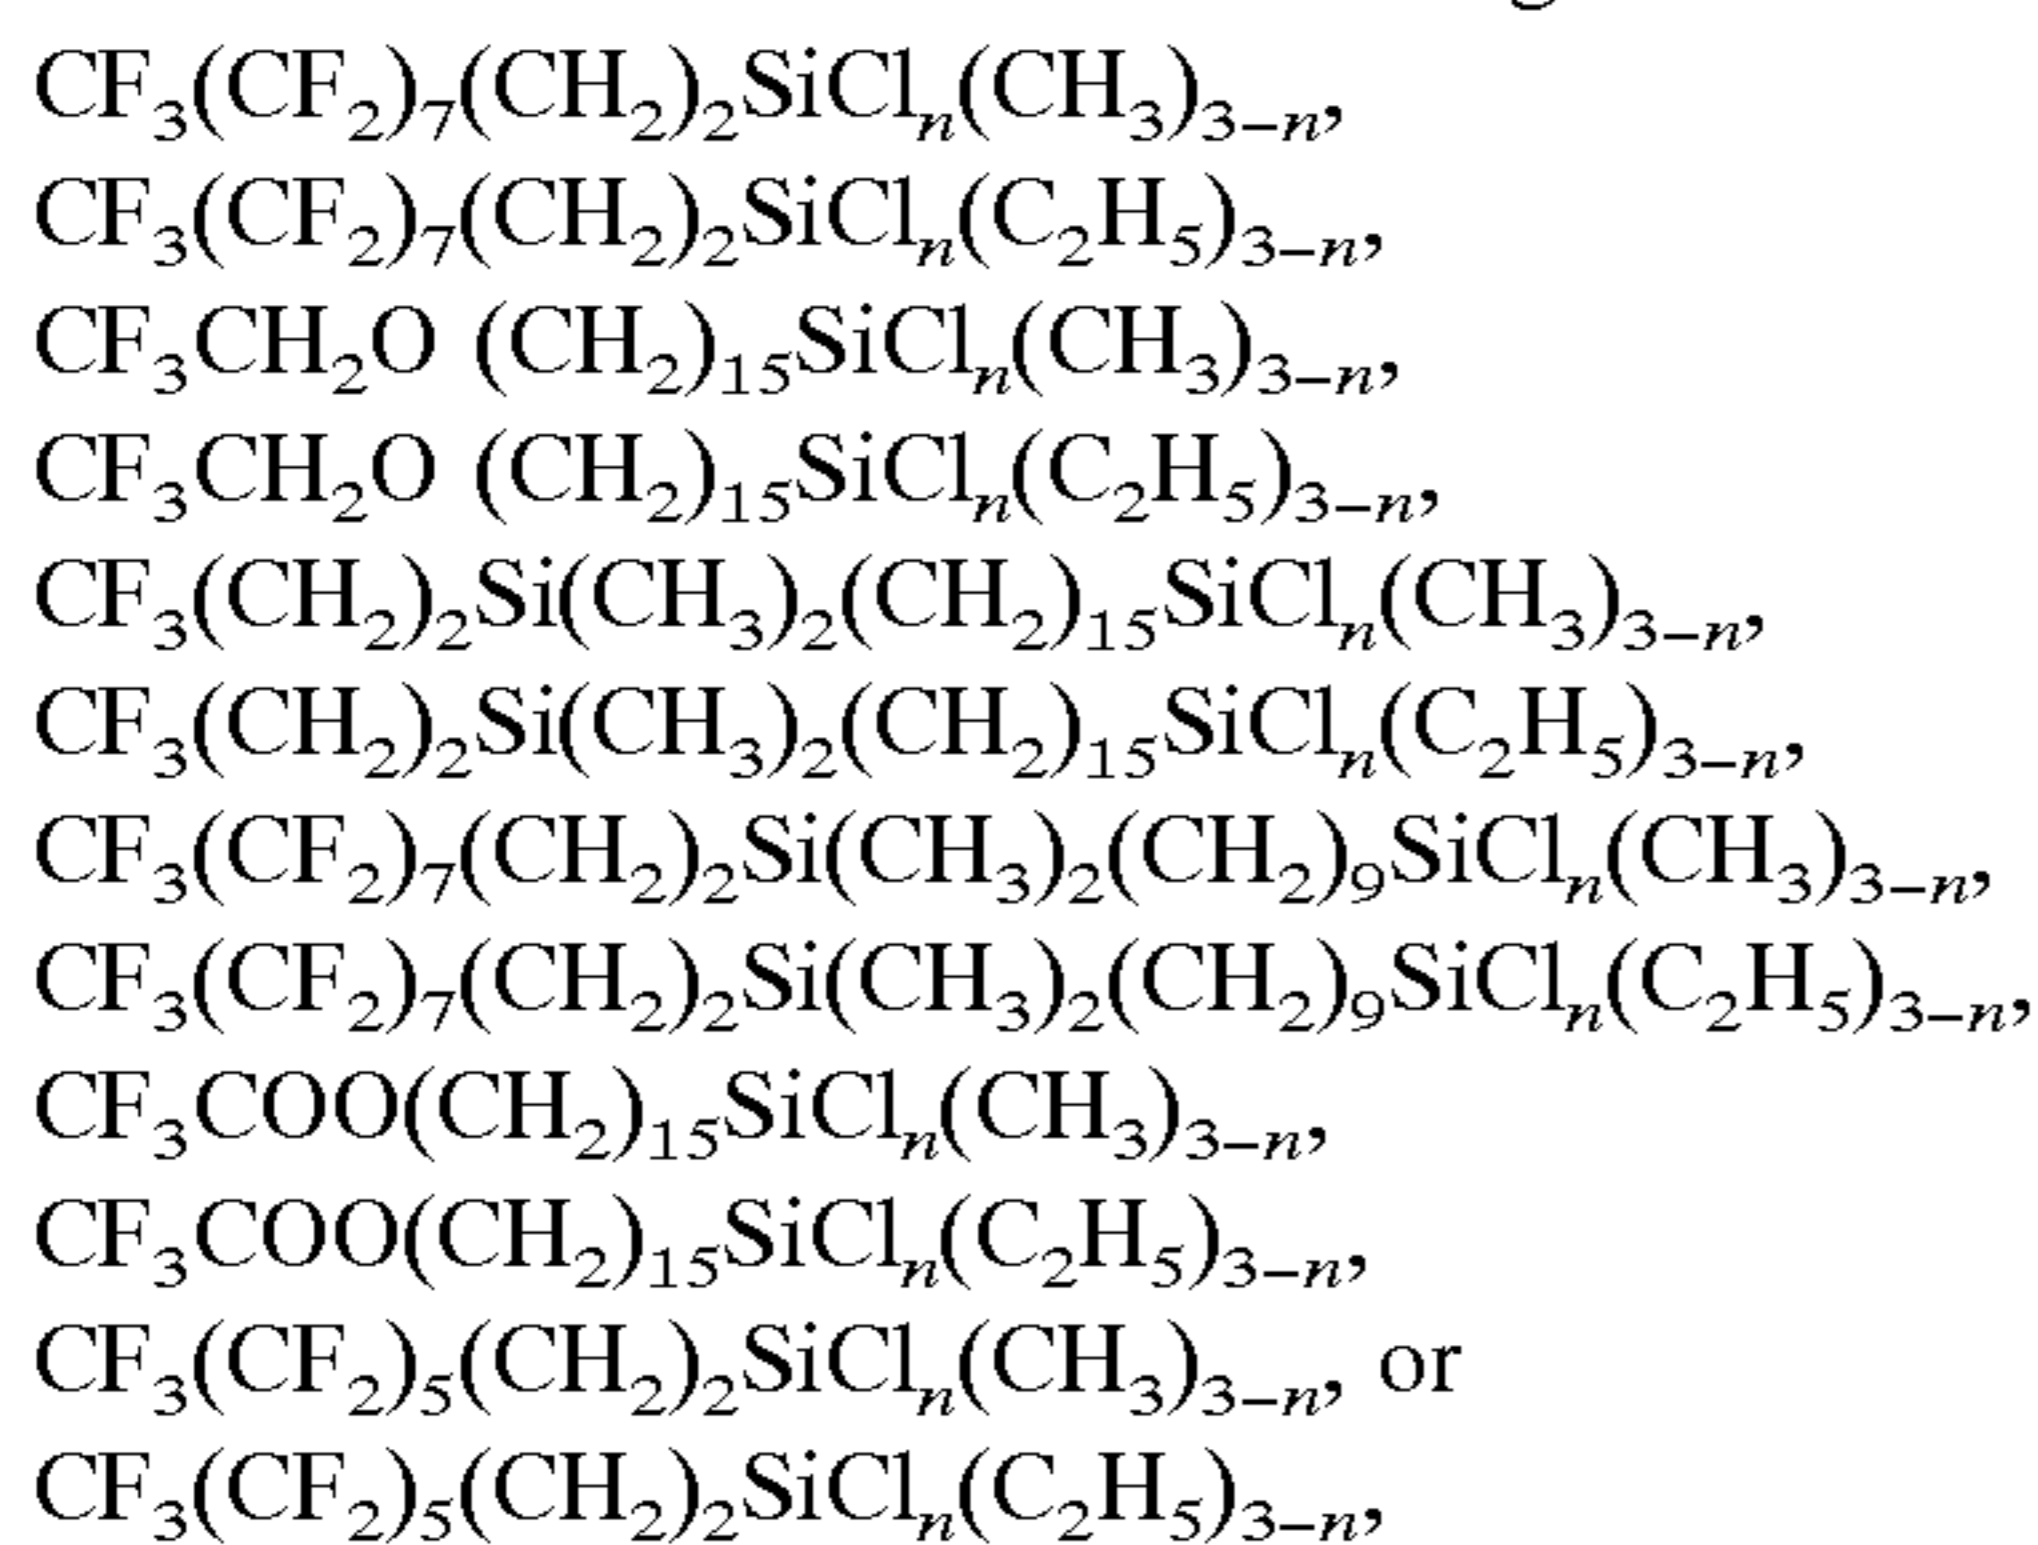 CF₃(CF₂)₇(CH₂)₂SiClₙ(CH₃)₃₋ₙ,
CF₃(CF₂)₇(CH₂)₂SiClₙ(C₂H₅)₃₋ₙ,
CF₃CH₂O (CH₂)₁₅SiClₙ(CH₃)₃₋ₙ,
CF₃CH₂O (CH₂)₁₅SiClₙ(C₂H₅)₃₋ₙ,
CF₃(CH₂)₂Si(CH₃)₂(CH₂)₁₅SiClₙ(CH₃)₃₋ₙ,
CF₃(CH₂)₂Si(CH₃)₂(CH₂)₁₅SiClₙ(C₂H₅)₃₋ₙ,
CF₃(CF₂)₇(CH₂)₂Si(CH₃)₂(CH₂)₉SiClₙ(CH₃)₃₋ₙ,
CF₃(CF₂)₇(CH₂)₂Si(CH₃)₂(CH₂)₉SiClₙ(C₂H₅)₃₋ₙ,
CF₃COO(CH₂)₁₅SiClₙ(CH₃)₃₋ₙ,
CF₃COO(CH₂)₁₅SiClₙ(C₂H₅)₃₋ₙ,
CF₃(CF₂)₅(CH₂)₂SiClₙ(CH₃)₃₋ₙ, or
CF₃(CF₂)₅(CH₂)₂SiClₙ(C₂H₅)₃₋ₙ,